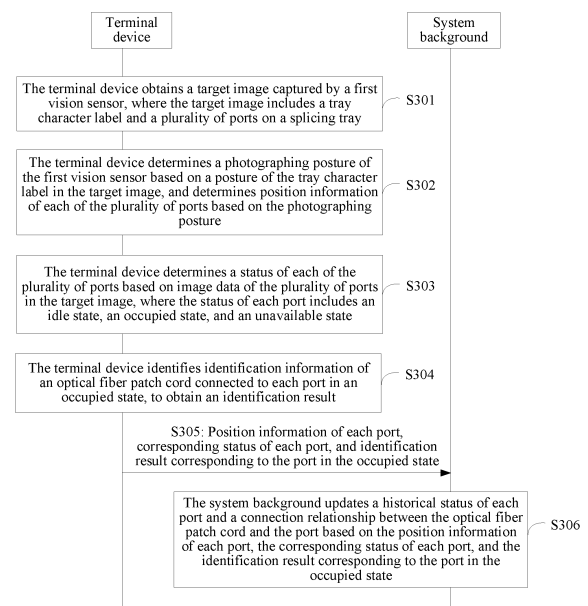 Terminal
device
System
background
The terminal device obtains a target image captured by a first
vision sensor, where the target image includes a tray
character label and a plurality of ports on a splicing tray
S301
The terminal device determines a photographing posture of
the first vision sensor based on a posture of the tray character
label in the target image, and determines position information
of each of the plurality of ports based on the photographing
posture
S302
The terminal device determines a status of each of the
plurality of ports based on image data of the plurality of ports
in the target image, where the status of each port includes an
idle state, an occupied state, and an unavailable state
S303
The terminal device identifies identification information of
an optical fiber patch cord connected to each port in an
occupied state, to obtain an identification result
S304
S305: Position information of each port,
corresponding status of each port, and identification
result corresponding to the port in the occupied state
The system background updates a historical status of each
port and a connection relationship between the optical fiber
patch cord and the port based on the position information
of each port, the corresponding status of each port, and the
identification result corresponding to the port in the
occupied state
S306